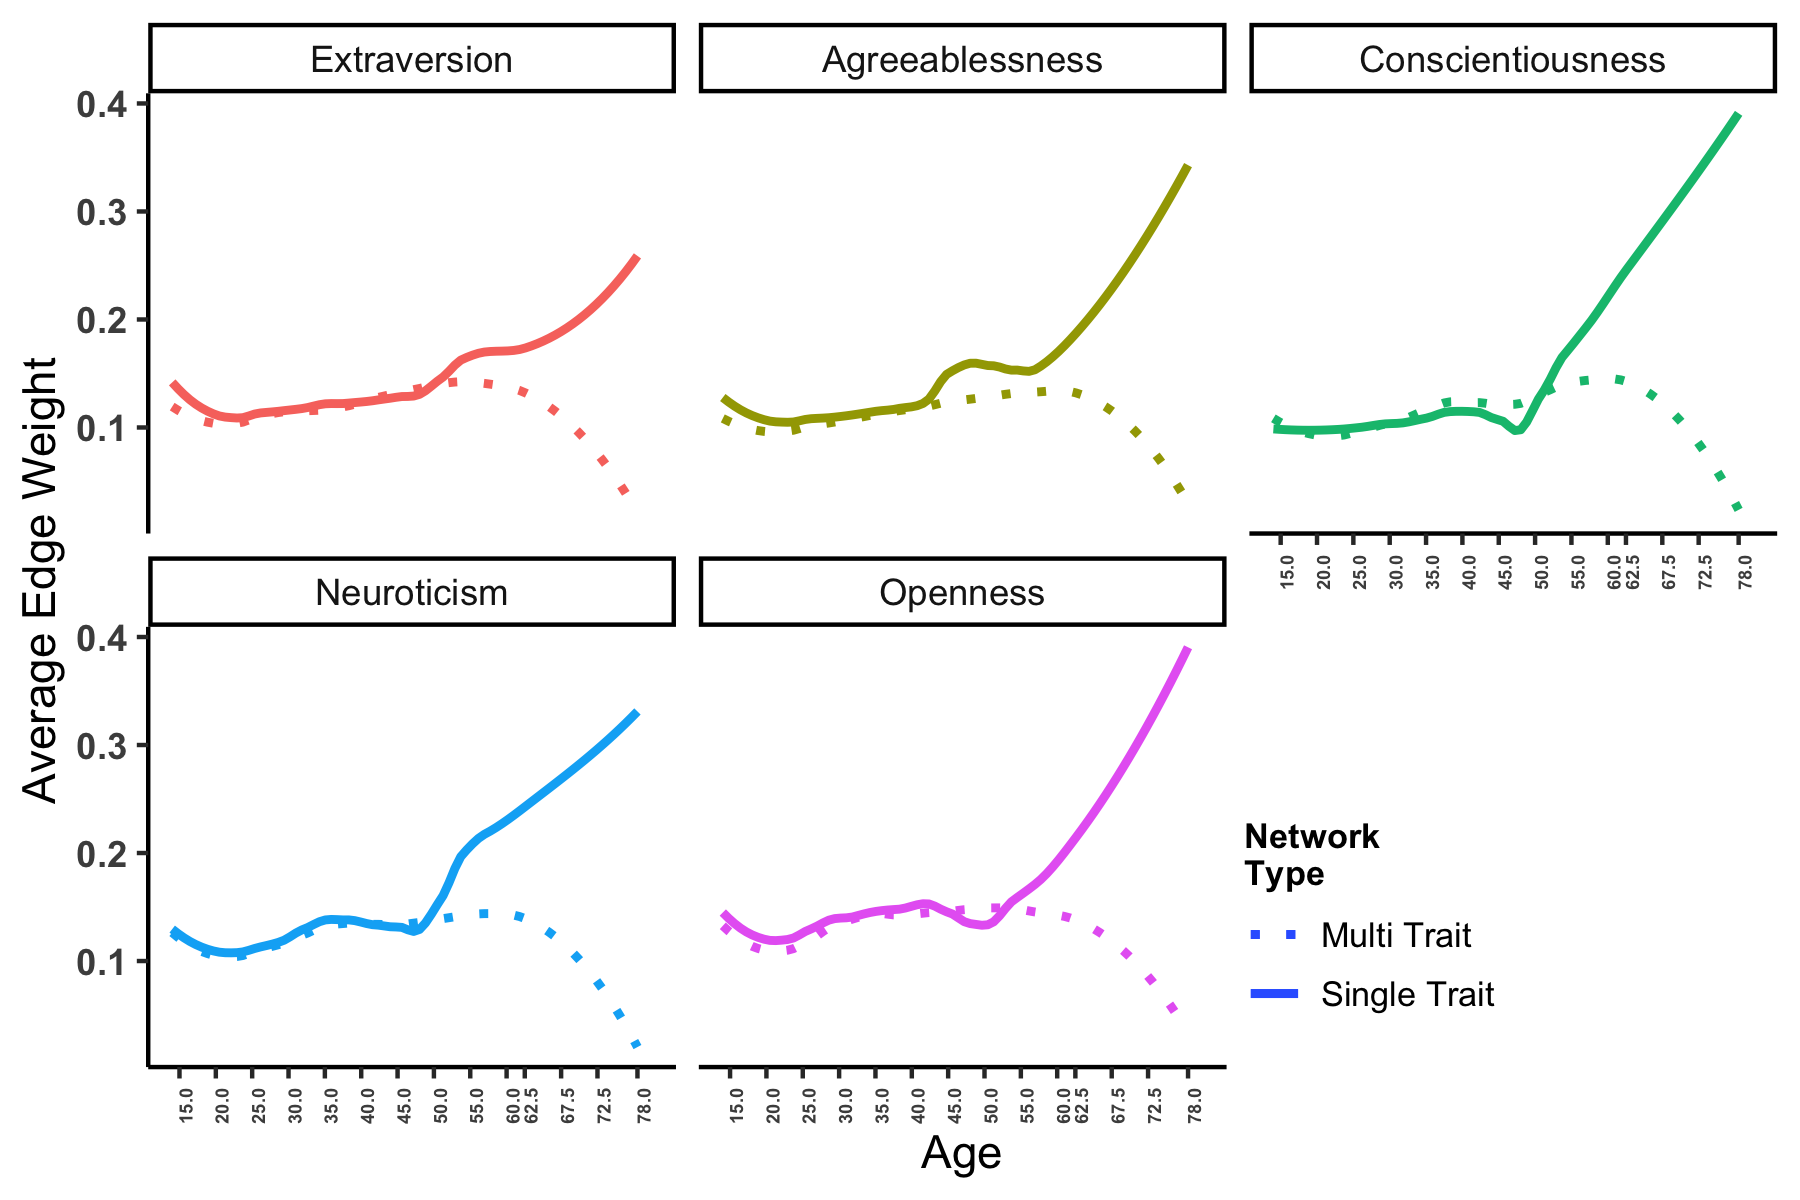 Extraversion
Agreeablessness
Conscientiousness
0.4
0.3
0.2
0.1
15.0 20.0 25.0 30.0 35.0 40.0 45.0 50.0 55.0 60.0 62.5 67.5 72.5 78.0
Average Edge Weight
Neuroticism
Openness
0.4
0.3
0.2
0.1
15.0 20.0 25.0 30.0 35.0 40.0 45.0 50.0 55.0 60.0 62.5 67.5 72.5 78.0
15.0 20.0 25.0 30.0 35.0 40.0 45.0 50.0 55.0 60.0 62.5 67.5 72.5 78.0
Age
Network
Type
Multi Trait
Single Trait